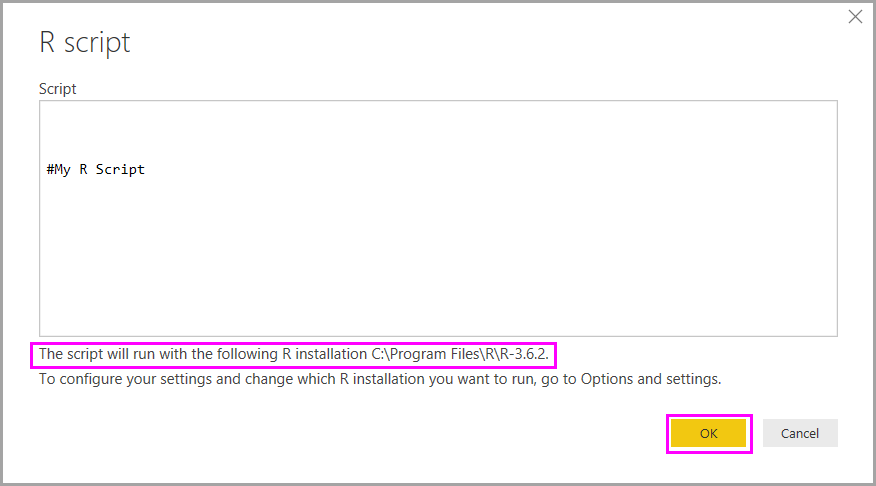 R script
Script
#My R Script
The script will run with the following R installation C:\Program Files\R\R-3.6.2.
To configure your settings and change which R installation you want to run, go to Options and settings.
OK
Cancel